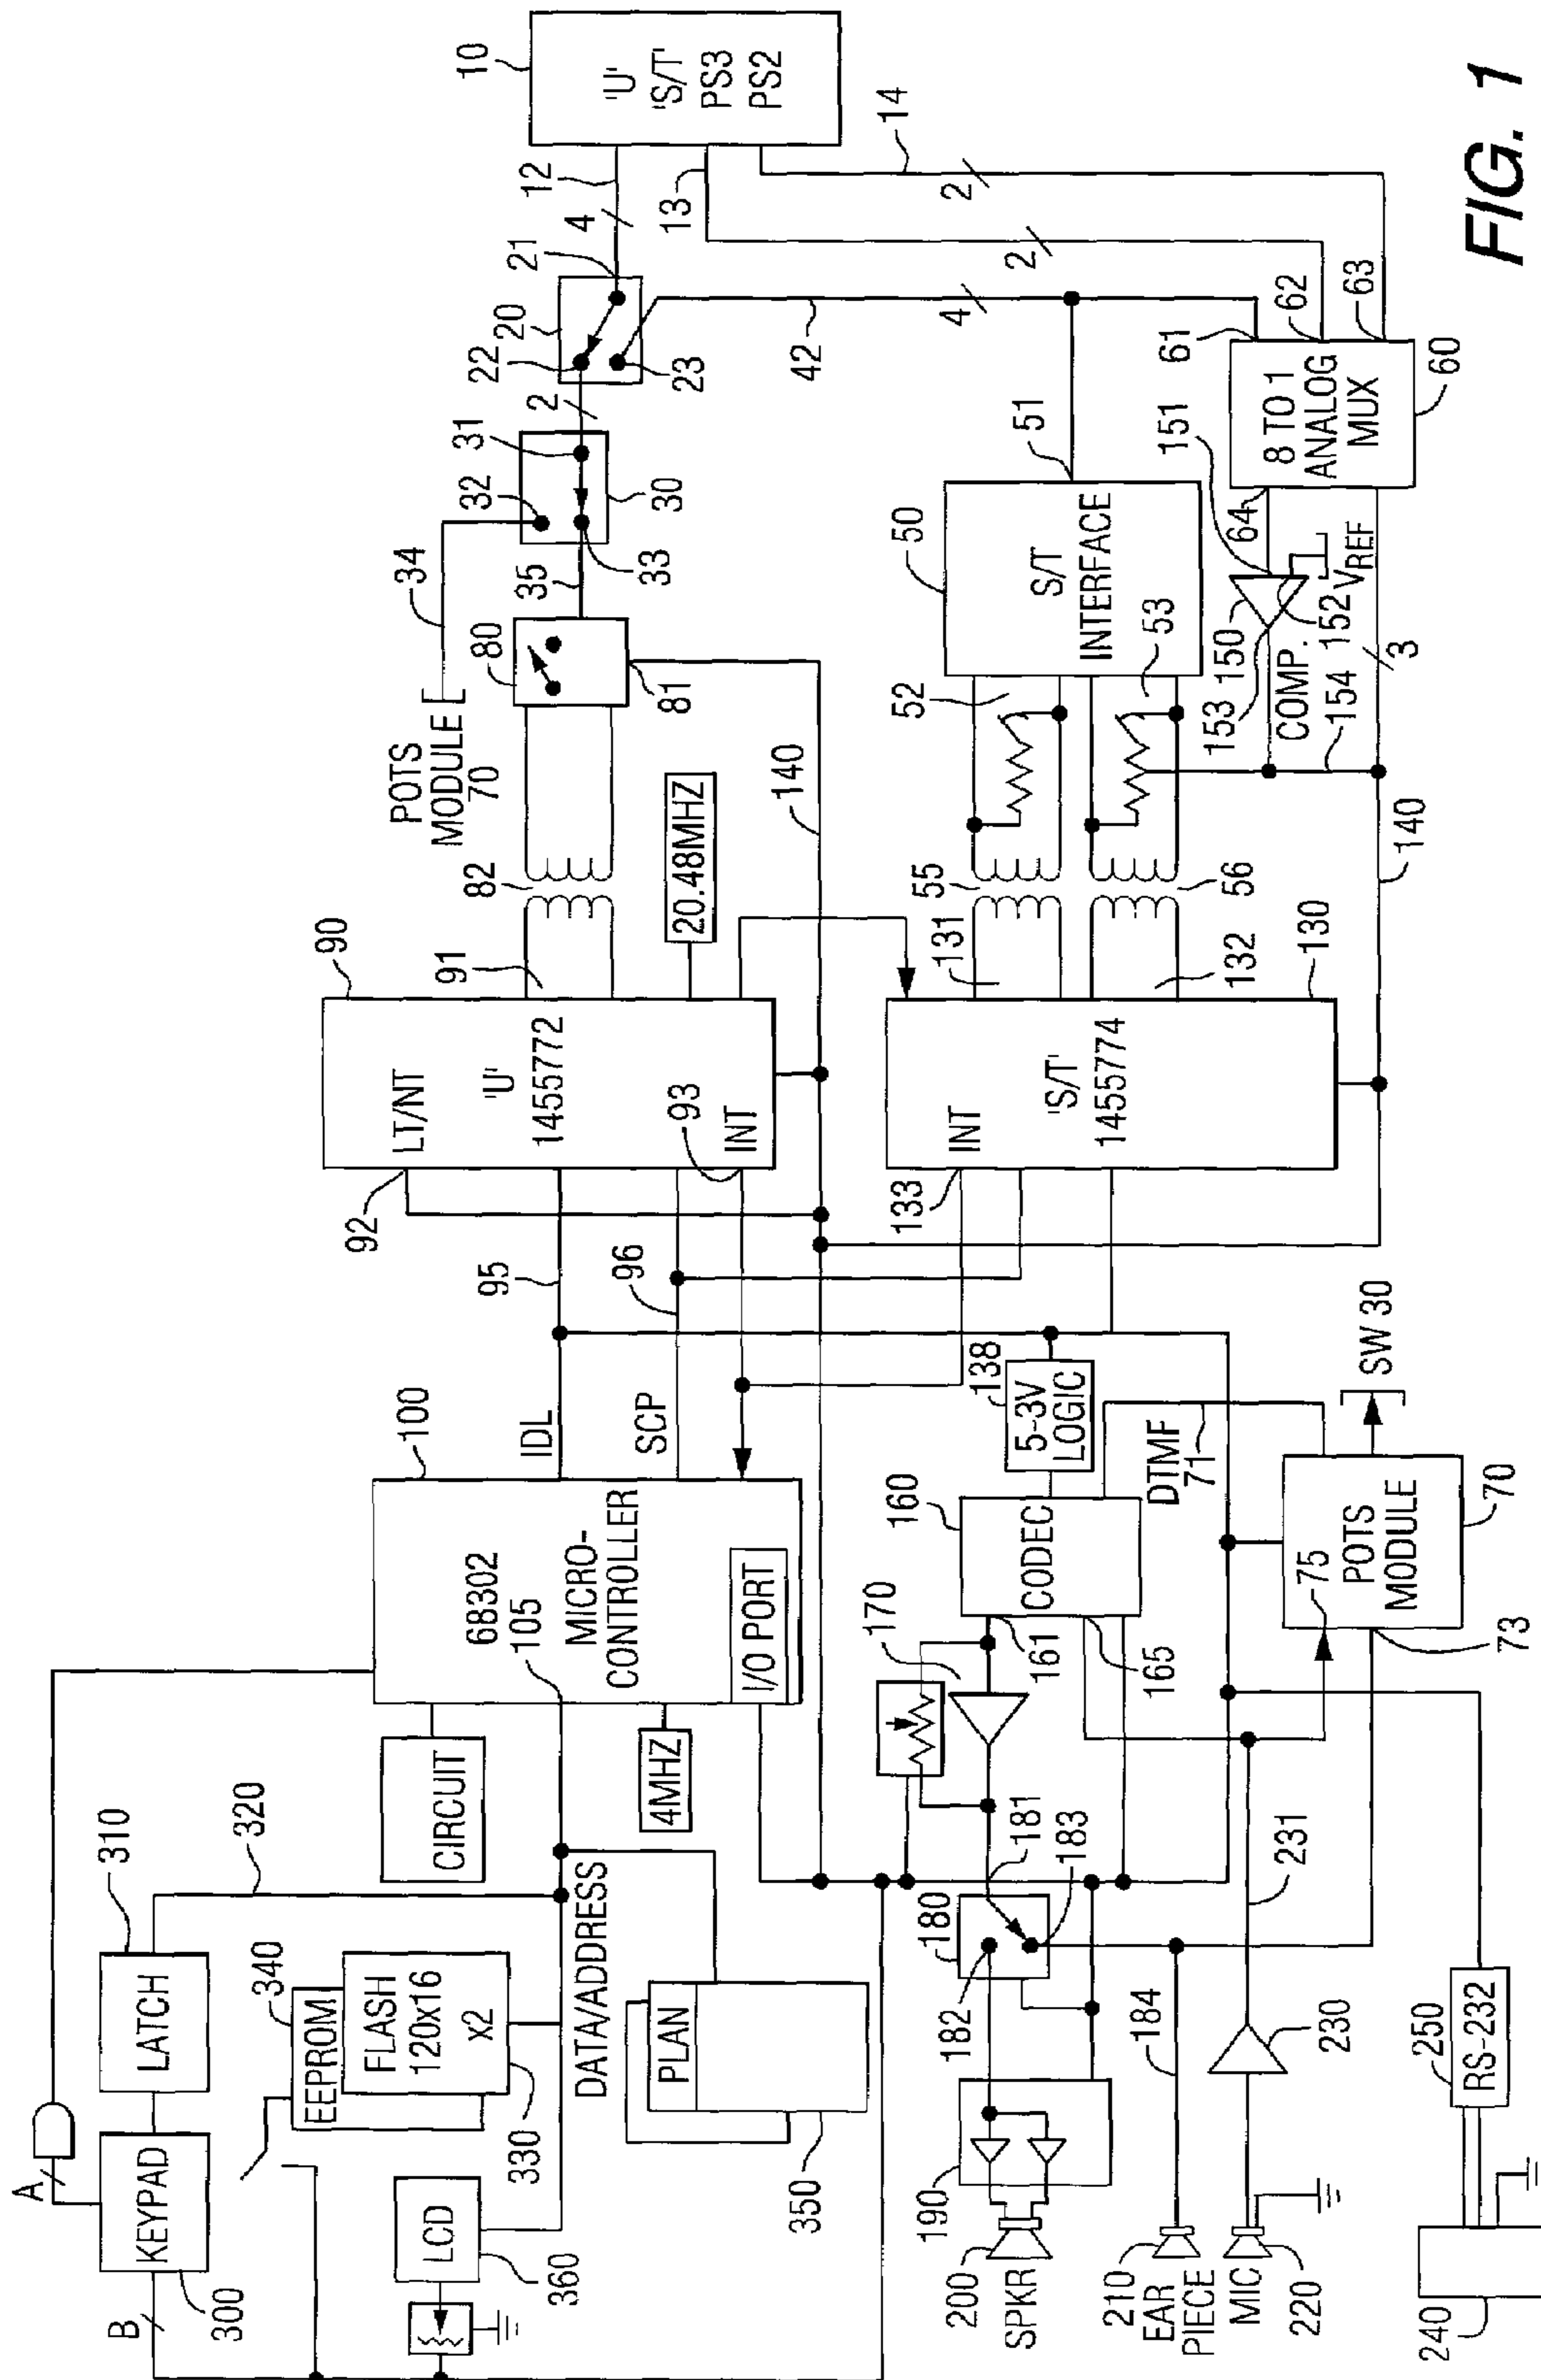 10
'U'
'S/T'
PS3
PS2
12
4
13
2
14
2
20
21
22
23
2
42
4
30
31
32
33
34
35
POTS
MODULE
70
80
81
82
140
20.48MHZ
90
91
LT/NT
'U'
1455772
93
INT
92
95
96
50
51
S/T
INTERFACE
52
53
55
56
60
61
62
63
64
8 TO 1
ANALOG
MUX
150
151
152
153
COMP.
154
VREF
3
140
130
131
132
133
INT
'S/T'
1455774
100
68302
105
MICRO-
CONTROLLER
I/O PORT
IDL
SCP
CIRCUIT
4MHZ
A
B
KEYPAD
300
LATCH
310
320
EEPROM
340
FLASH
120x16
x2
330
DATA/ADDRESS
PLAN
350
LCD
360
138
5-3V
LOGIC
160
CODEC
161
165
170
DTMF
71
SW 30
75
POTS
MODULE
70
73
180
181
182
183
184
190
200
SPKR
210
EAR
PIECE
MIC
220
230
231
240
250
RS-232
FIG. 1